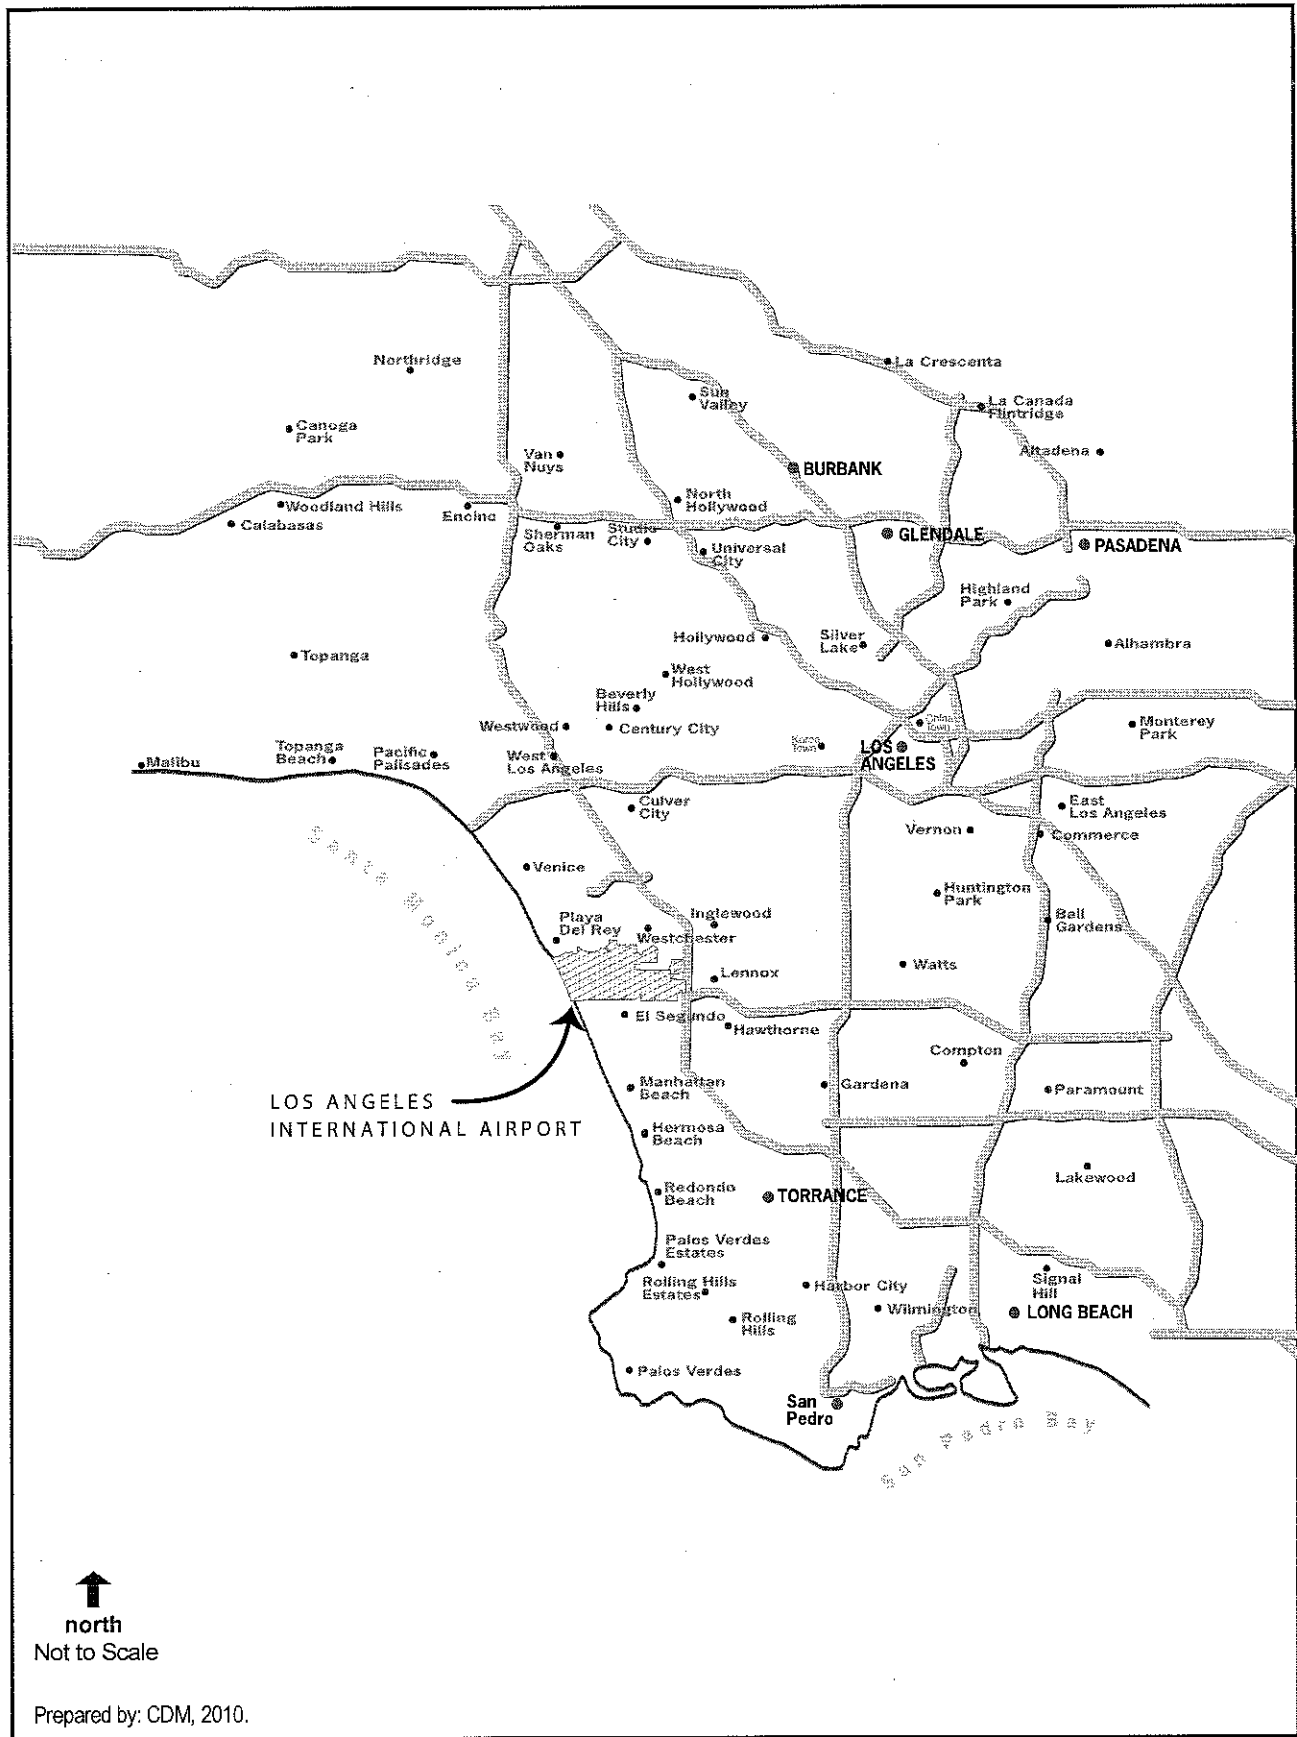 Northridge
La Crescenta
Sun
Valley
La Canada
Flintridge
Canoga
Park
Altadena
Van
Nuys
BURBANK
North
Hollywood
Woodland Hills
Encino
Calabasas
Sherman
Oaks
Studio
City
Universal
City
GLENDALE
PASADENA
Highland
Park
Hollywood
Silver
Lake
Alhambra
Topanga
West
Hollywood
Beverly
Hills
Westwood
Century City
China
Town
Monterey
Park
Korea
Town
LOS
ANGELES
Malibu
Topanga
Beach
Pacific
Palisades
West
Los Angeles
Culver
City
East
Los Angeles
Vernon
Commerce
Santa Monica Bay
Venice
Huntington
Park
Playa
Del Rey
Inglewood
Westchester
Bell
Gardens
Lennox
Watts
El Segundo
Hawthorne
Compton
LOS ANGELES
INTERNATIONAL AIRPORT
Manhattan
Beach
Gardena
Paramount
Hermosa
Beach
Lakewood
Redondo
Beach
TORRANCE
Palos Verdes
Estates
Rolling Hills
Estates
Harbor City
Signal
Hill
Rolling
Hills
Wilmington
LONG BEACH
Palos Verdes
San
Pedro
San Pedro Bay
north
Not to Scale
Prepared by: CDM, 2010.